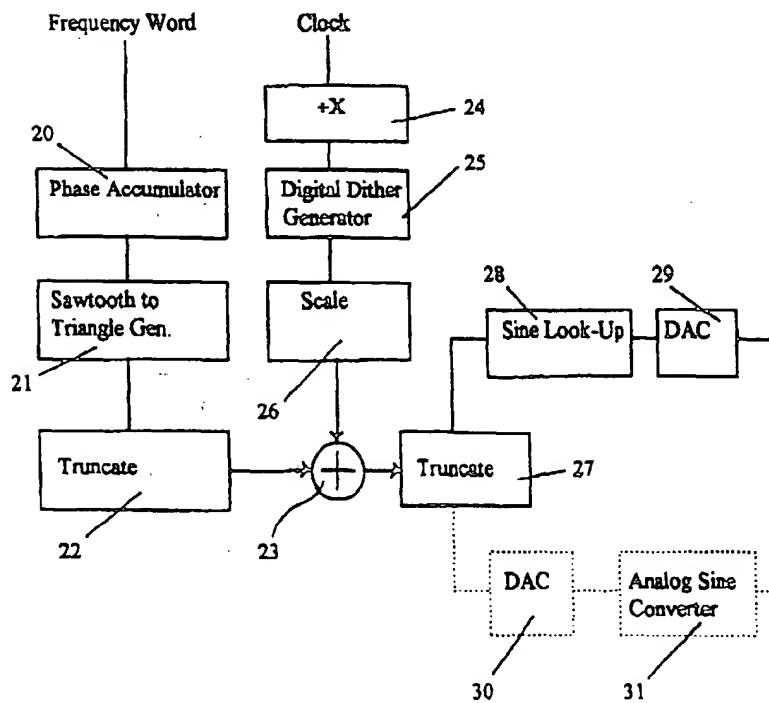 Frequency Word
Clock
+X
24
20
Phase Accumulator
Digital Dither
Generator
25
Sawtooth to
Triangle Gen.
21
Scale
26
28
Sine Look-Up
29
DAC
Truncate
22
23
Truncate
27
DAC
30
Analog Sine
Converter
31